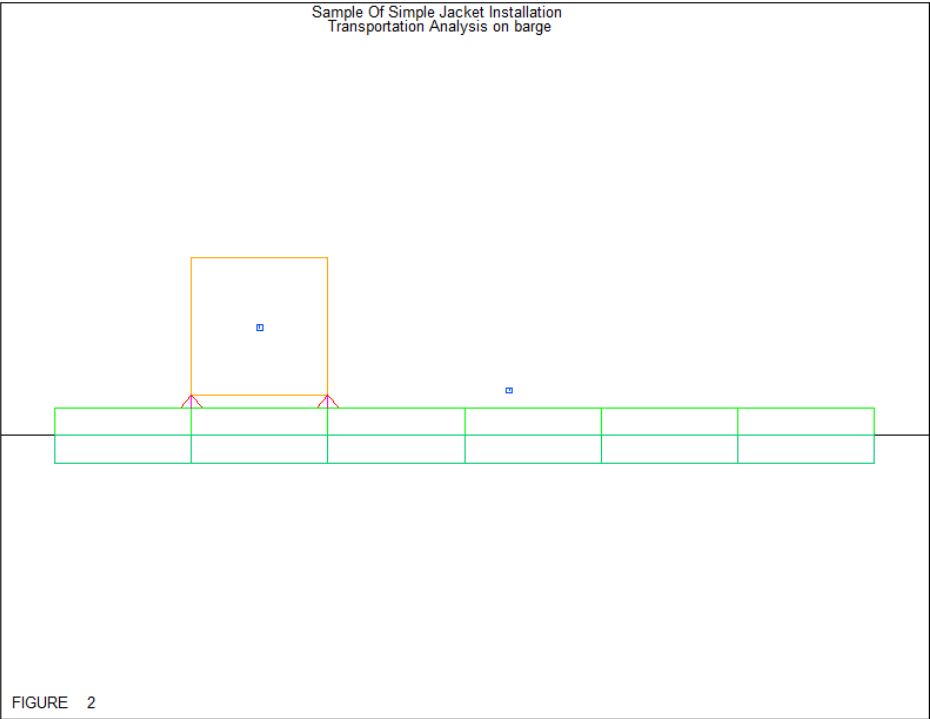 Sample Of Simple Jacket Installation
Transportation Analysis on barge
FIGURE 2